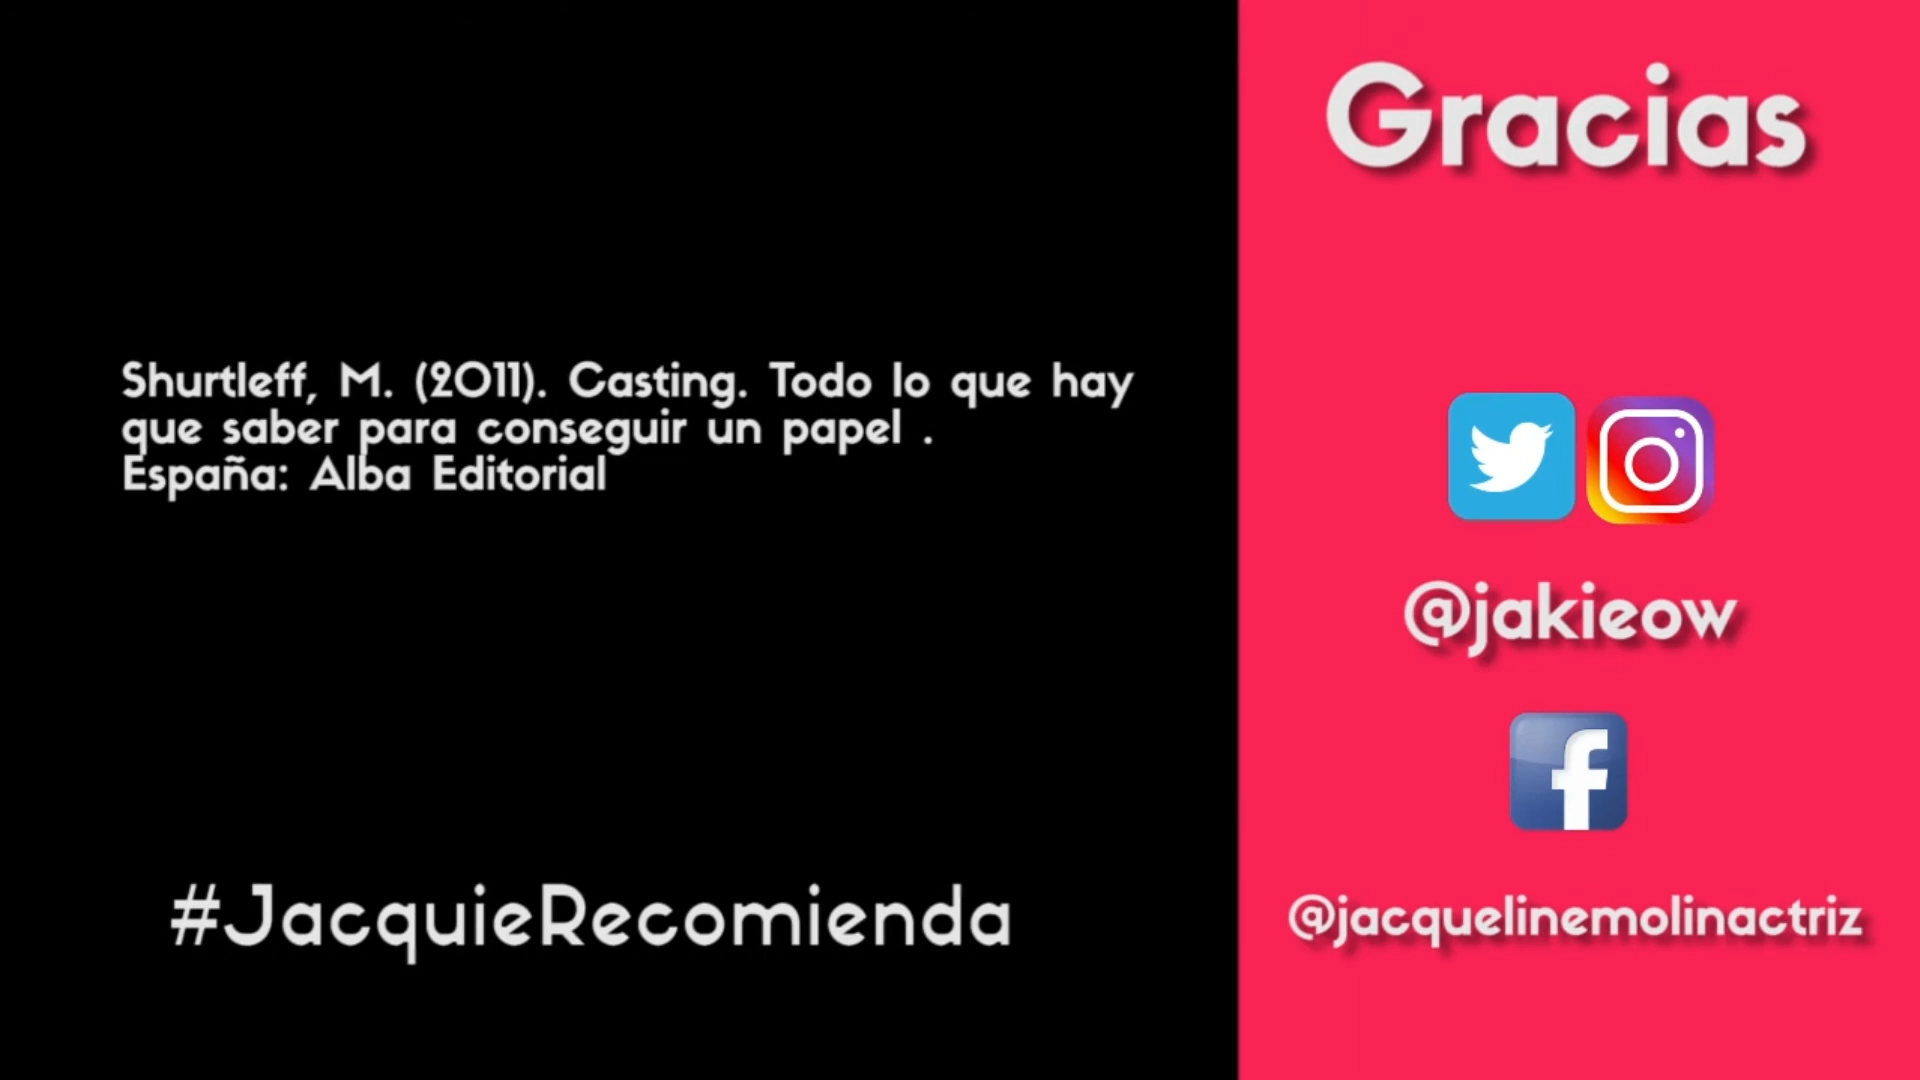 Shurtleff, M. (2011). Casting. Todo lo que hay
que saber para conseguir un papel .
España: Alba Editorial
#JacquieRecomienda
Gracias
@jakieow
@jacquelinemolinactriz